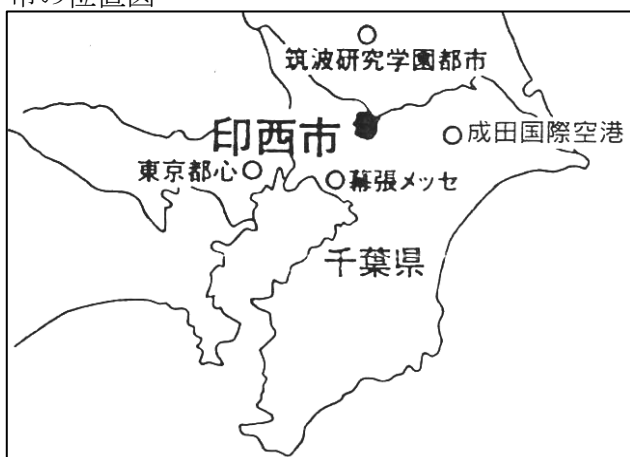 市の位置図
筑波研究学園都市
印西市
成田国際空港
東京都心
幕張メッセ
千葉県